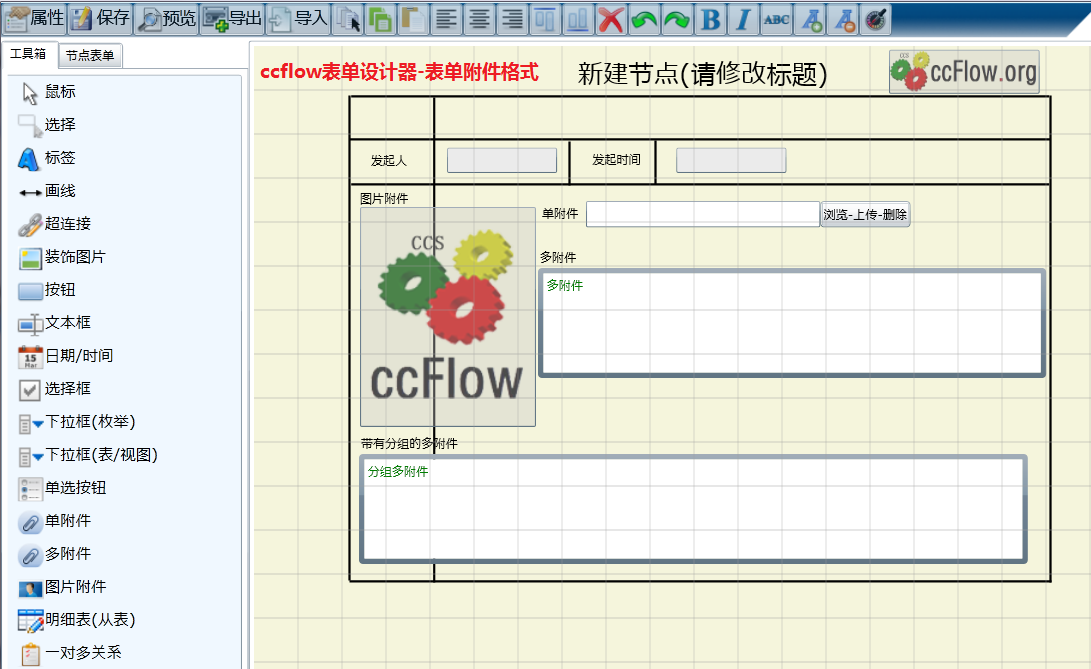 属性 保存 预览 导出 导入 B I ABC A A
工具箱 节点表单
ccflow表单设计器-表单附件格式 新建节点(请修改标题) CCS ccFlow.org
鼠标
选择
标签
画线
超连接
装饰图片
按钮
文本框
15 Mar 日期/时间
选择框
下拉框(枚举)
下拉框(表/视图)
单选按钮
单附件
多附件
图片附件
明细表(从表)
一对多关系
发起人 发起时间
图片附件
单附件 浏览-上传-删除
CCS
ccFlow
多附件
多附件
带有分组的多附件
分组多附件